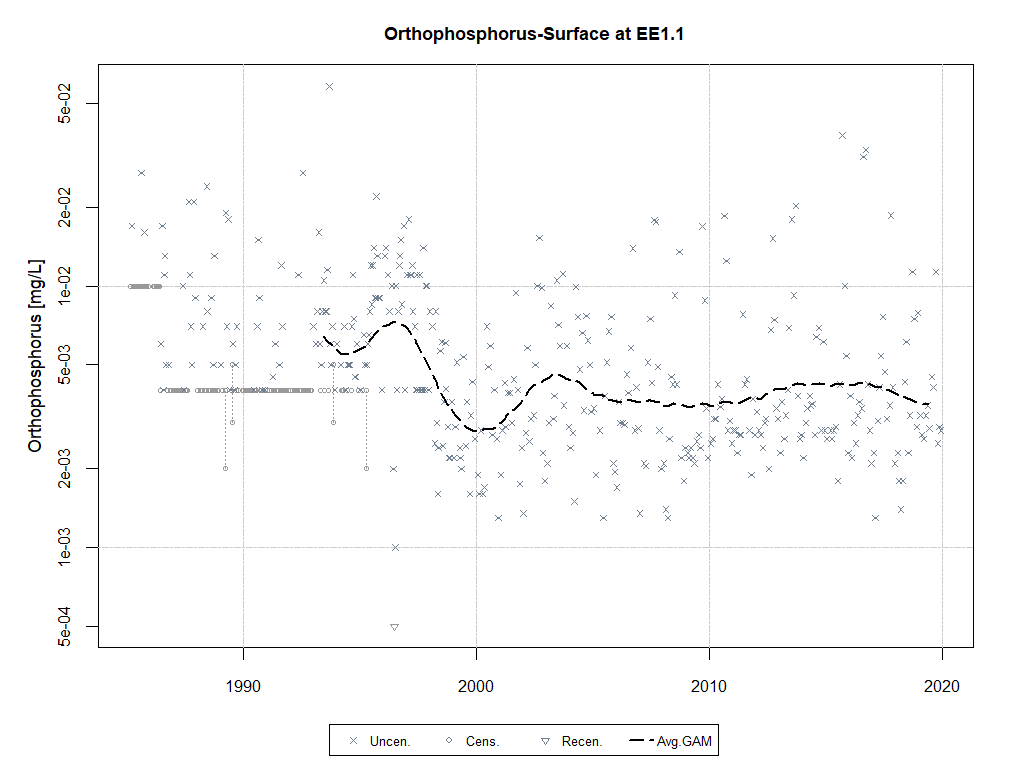 Orthophosphorus-Surface at EE1.1
Orthophosphorus [mg/L]
5e-02
2e-02
1e-02
5e-03
2e-03
1e-03
5e-04
1990 2000 2010 2020
Uncen. Cens. Recen. Avg.GAM